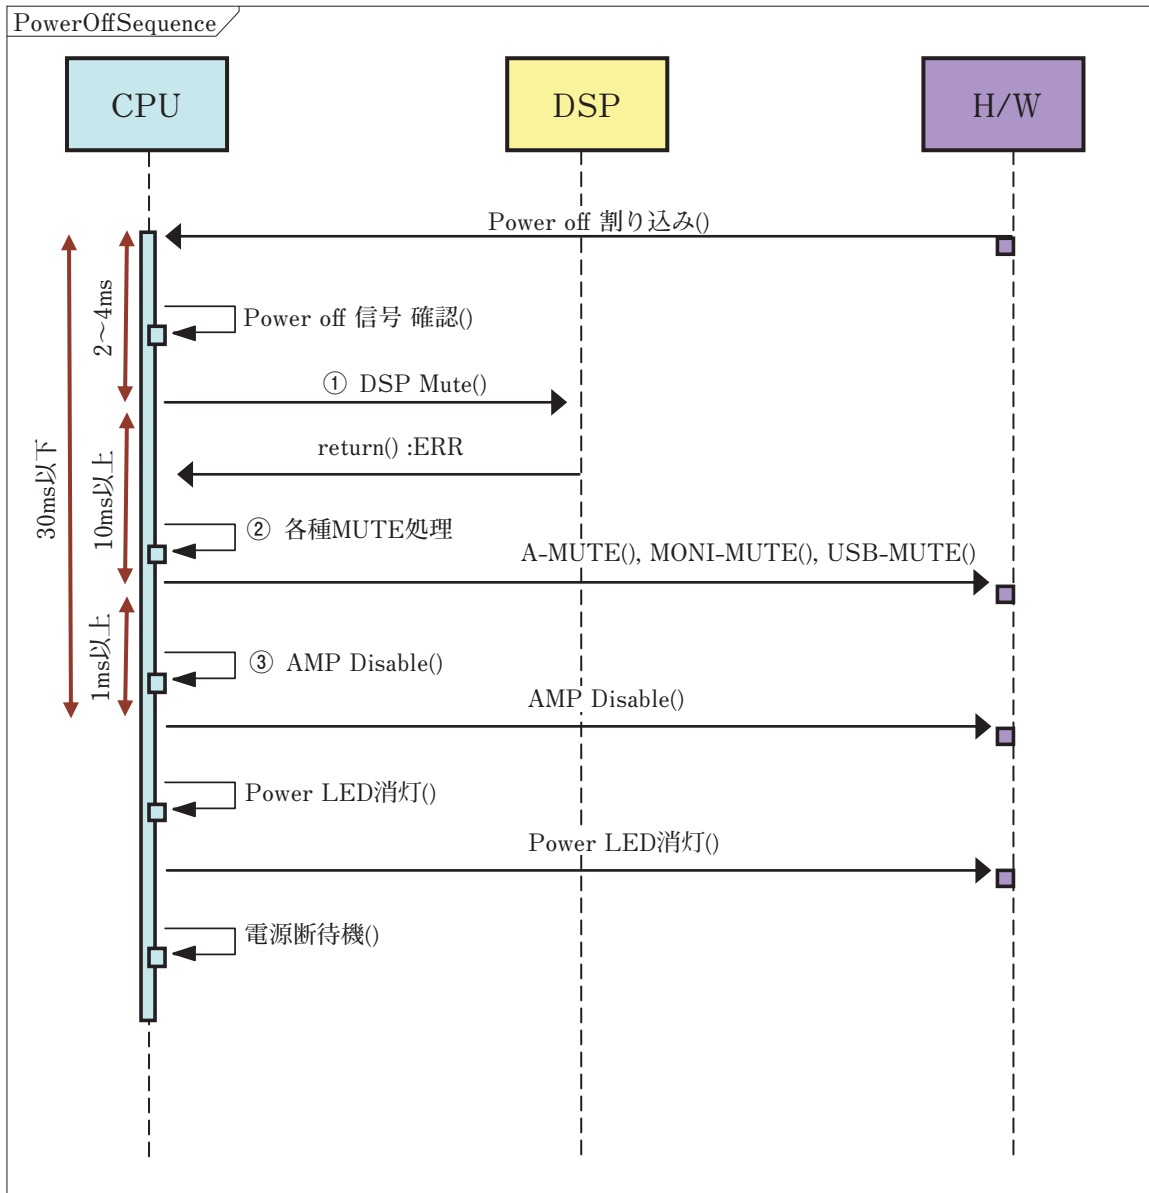 PowerOffSequence
CPU
DSP
H/W
Power off 割り込み()
2～4ms
Power off 信号 確認()
① DSP Mute()
30ms以下
10ms以上
return() :ERR
② 各種MUTE処理
A-MUTE(), MONI-MUTE(), USB-MUTE()
1ms以上
③ AMP Disable()
AMP Disable()
Power LED消灯()
Power LED消灯()
電源断待機()